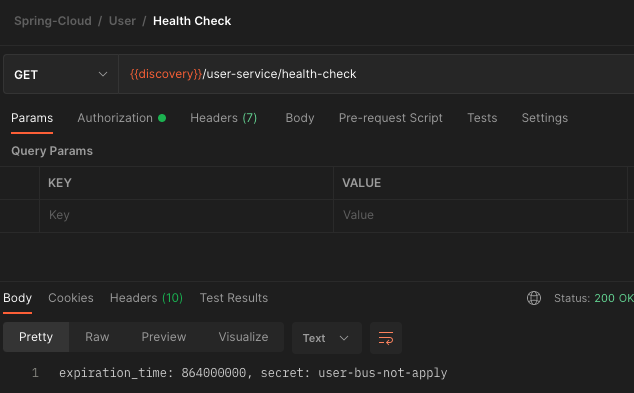 Spring-Cloud / User / Health Check
GET {{discovery}}/user-service/health-check
Params Authorization Headers (7) Body Pre-request Script Tests Settings
Query Params
KEY VALUE
Key Value
Body Cookies Headers (10) Test Results Status: 200 OK
Pretty Raw Preview Visualize Text
1 expiration_time: 864000000, secret: user-bus-not-apply